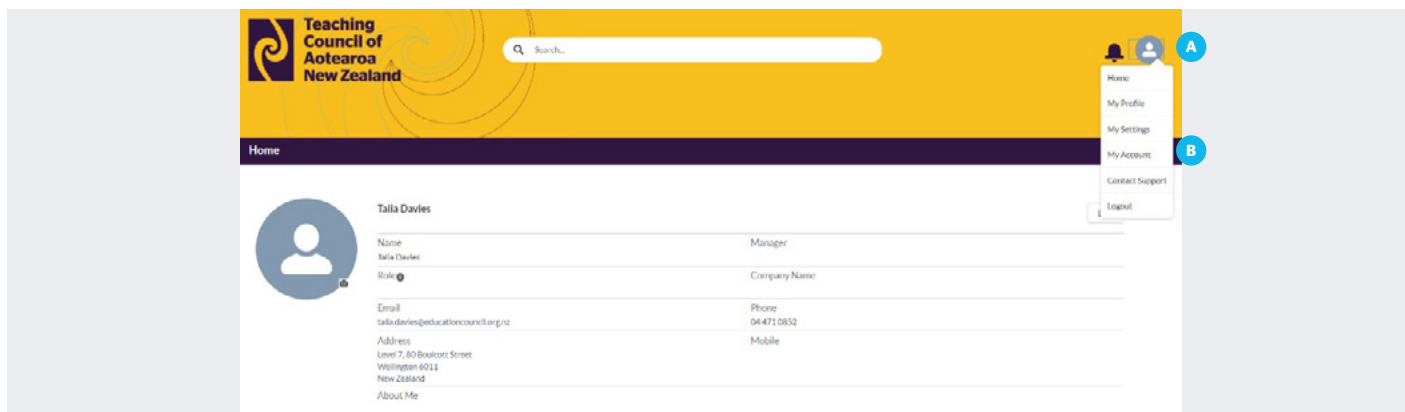 Teaching
Council of
Aotearoa
New Zealand
Search...
A
Home
My Profile
My Settings
My Account
B
Contact Support
Logout
Home
Talia Davies
Name
Talia Davies
Manager
Role
Company Name
Email
talia.davies@educationcouncil.org.nz
Phone
04 471 0852
Address
Level 7, 80 Boulcott Street
Wellington 6011
New Zealand
Mobile
About Me